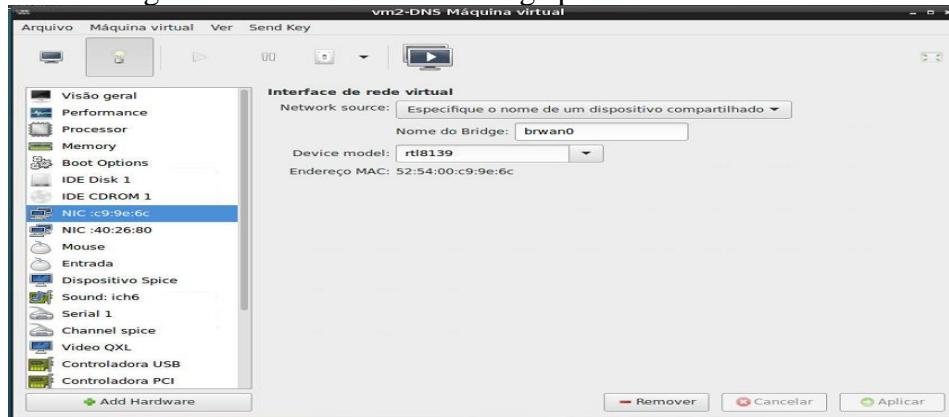 vm2-DNS Máquina virtual
Arquivo Máquina virtual Ver Send Key
Visão geral
Performance
Processor
Memory
Boot Options
IDE Disk 1
IDE CDROM 1
NIC :c9:9e:6c
NIC :40:26:80
Mouse
Entrada
Dispositivo Spice
Sound: ich6
Serial 1
Channel spice
Video QXL
Controladora USB
Controladora PCI
Add Hardware
Interface de rede virtual
Network source: Especifique o nome de um dispositivo compartilhado
Nome do Bridge: brwan0
Device model: rtl8139
Endereço MAC: 52:54:00:c9:9e:6c
Remover Cancelar Aplicar